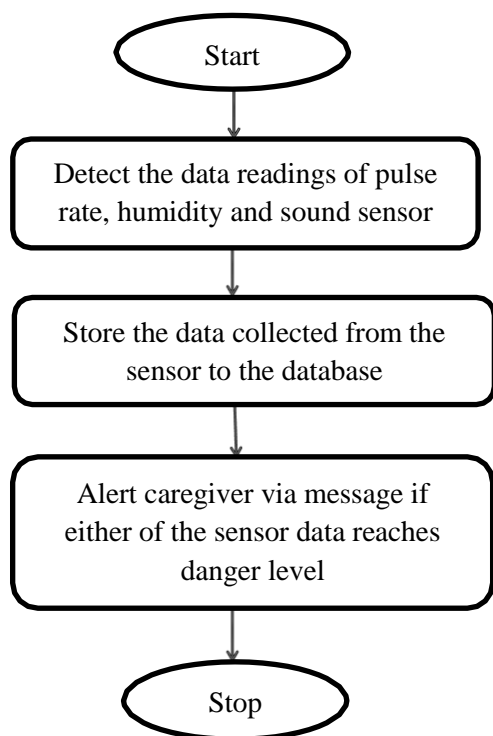 Start
Detect the data readings of pulse
rate, humidity and sound sensor
Store the data collected from the
sensor to the database
Alert caregiver via message if
either of the sensor data reaches
danger level
Stop